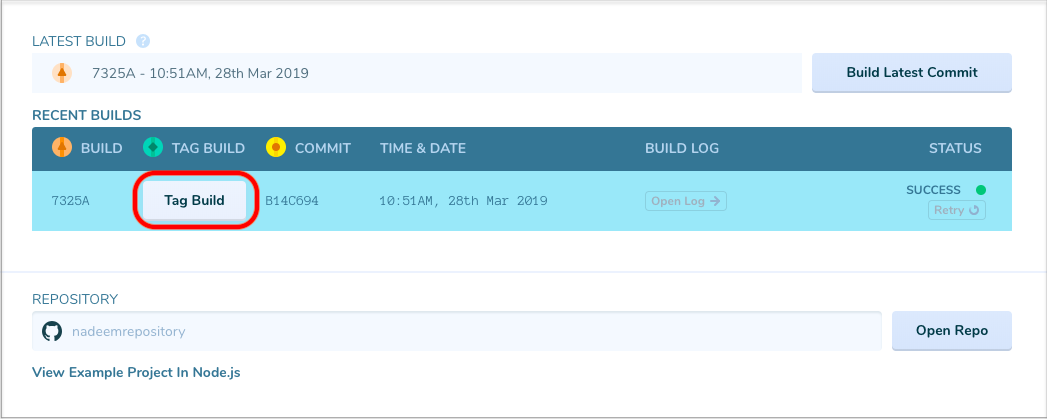 LATEST BUILD ?
7325A - 10:51AM, 28th Mar 2019
Build Latest Commit
RECENT BUILDS
BUILD TAG BUILD COMMIT TIME & DATE BUILD LOG STATUS
7325A Tag Build B14C694 10:51AM, 28th Mar 2019 Open Log SUCCESS
Retry
REPOSITORY
nadeemrepository
Open Repo
View Example Project In Node.js